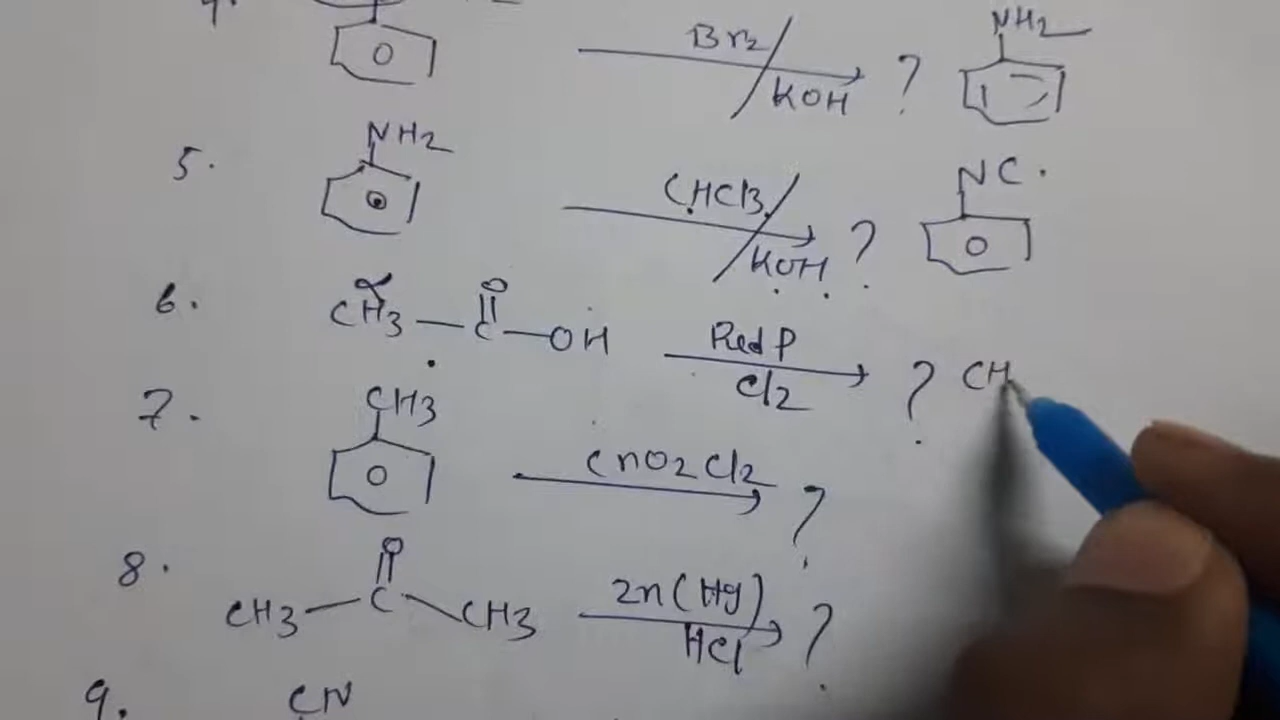 4.
Br2/
KOH ? NH2
5. NH2
CHCl3/
KOH ? NC.
6. CH3 — C — OH
α
O
Red P
Cl2 ? CH
7. CH3
CrO2Cl2 ?
8. O
CH3 — C — CH3
Zn(Hg)
HCl ?
9. CN